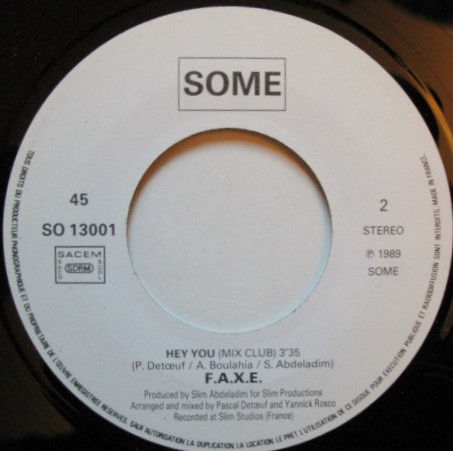 SOME
45
SO 13001
SACEM
SDRM
2
STEREO
℗ 1989
SOME
HEY YOU (MIX CLUB) 3'35
(P. Detœuf / A. Boulahia / S. Abdeladim)
F.A.X.E.
Produced by Slim Abdeladim for Slim Productions
Arranged and mixed by Pascal Detœuf and Yannick Rosco
Recorded at Slim Studios (France)
TOUS DROITS DU PRODUCTEUR PHONOGRAPHIQUE ET DU PROPRIETAIRE DE L'ŒUVRE ENREGISTREE RESERVES. SAUF AUTORISATION LA DUPLICATION, LA LOCATION, LE PRET L'UTILISATION DE CE DISQUE POUR EXECUTION PUBLIQUE ET RADIODIFFUSION SONT INTERDITS. MADE IN FRANCE.